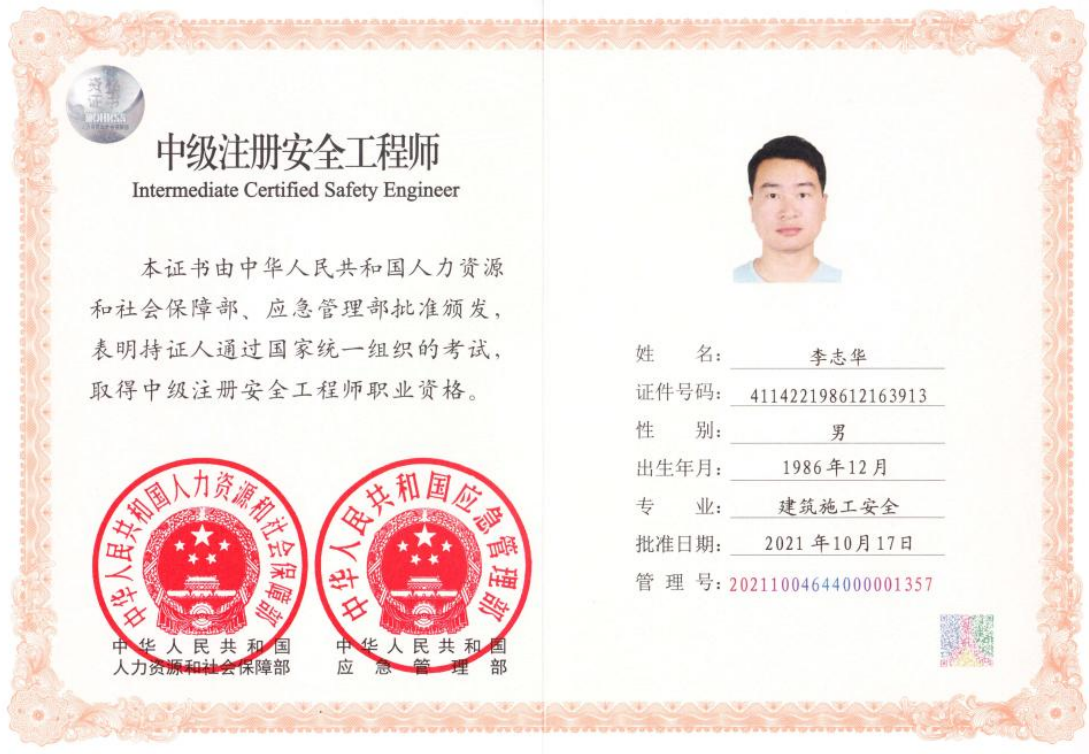 中级注册安全工程师
Intermediate Certified Safety Engineer
本证书由中华人民共和国人力资源
和社会保障部、应急管理部批准颁发，
表明持证人通过国家统一组织的考试，
取得中级注册安全工程师职业资格。
中华人民共和国人力资源和社会保障部
中华人民共和国应急管理部
中华人民共和国
人力资源和社会保障部
中华人民共和国
应急管理部
姓 名： 李志华
证件号码： 411422198612163913
性 别： 男
出生年月： 1986年12月
专 业： 建筑施工安全
批准日期： 2021年10月17日
管 理 号： 20211004644000001357